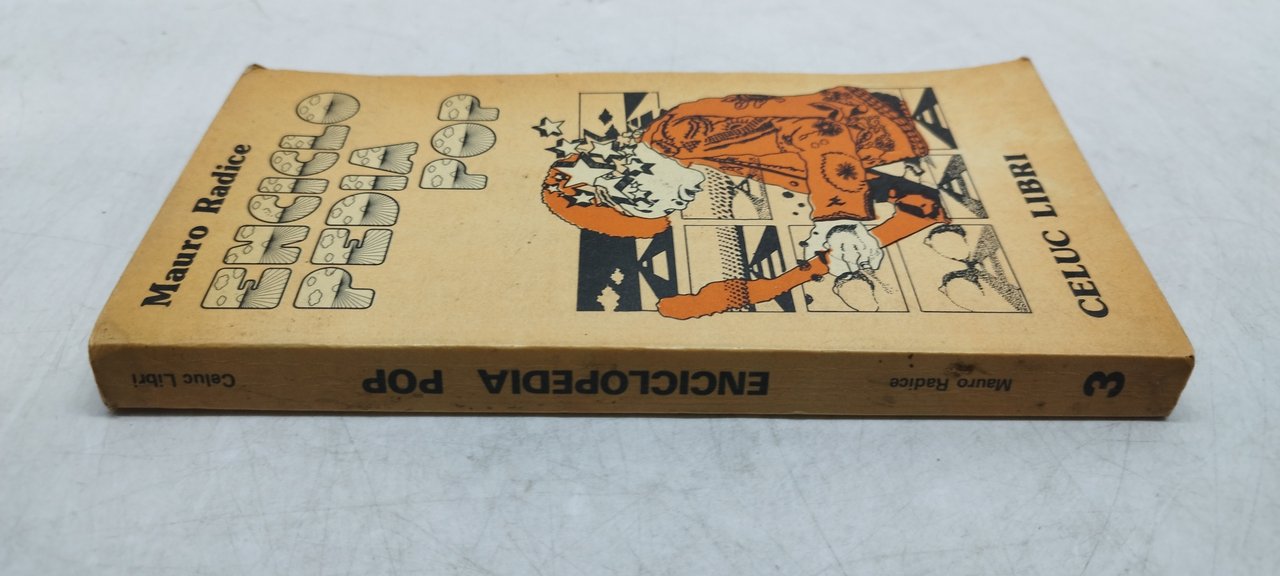 Mauro Radice
ENCICLO
PEDIA
POP
CELUC LIBRI
3 Mauro Radice ENCICLOPEDIA POP Celuc Libri